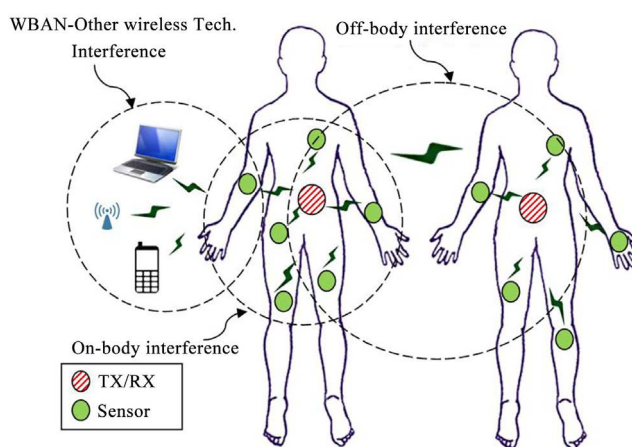 WBAN-Other wireless Tech.
Interference
Off-body interference
On-body interference
TX/RX
Sensor